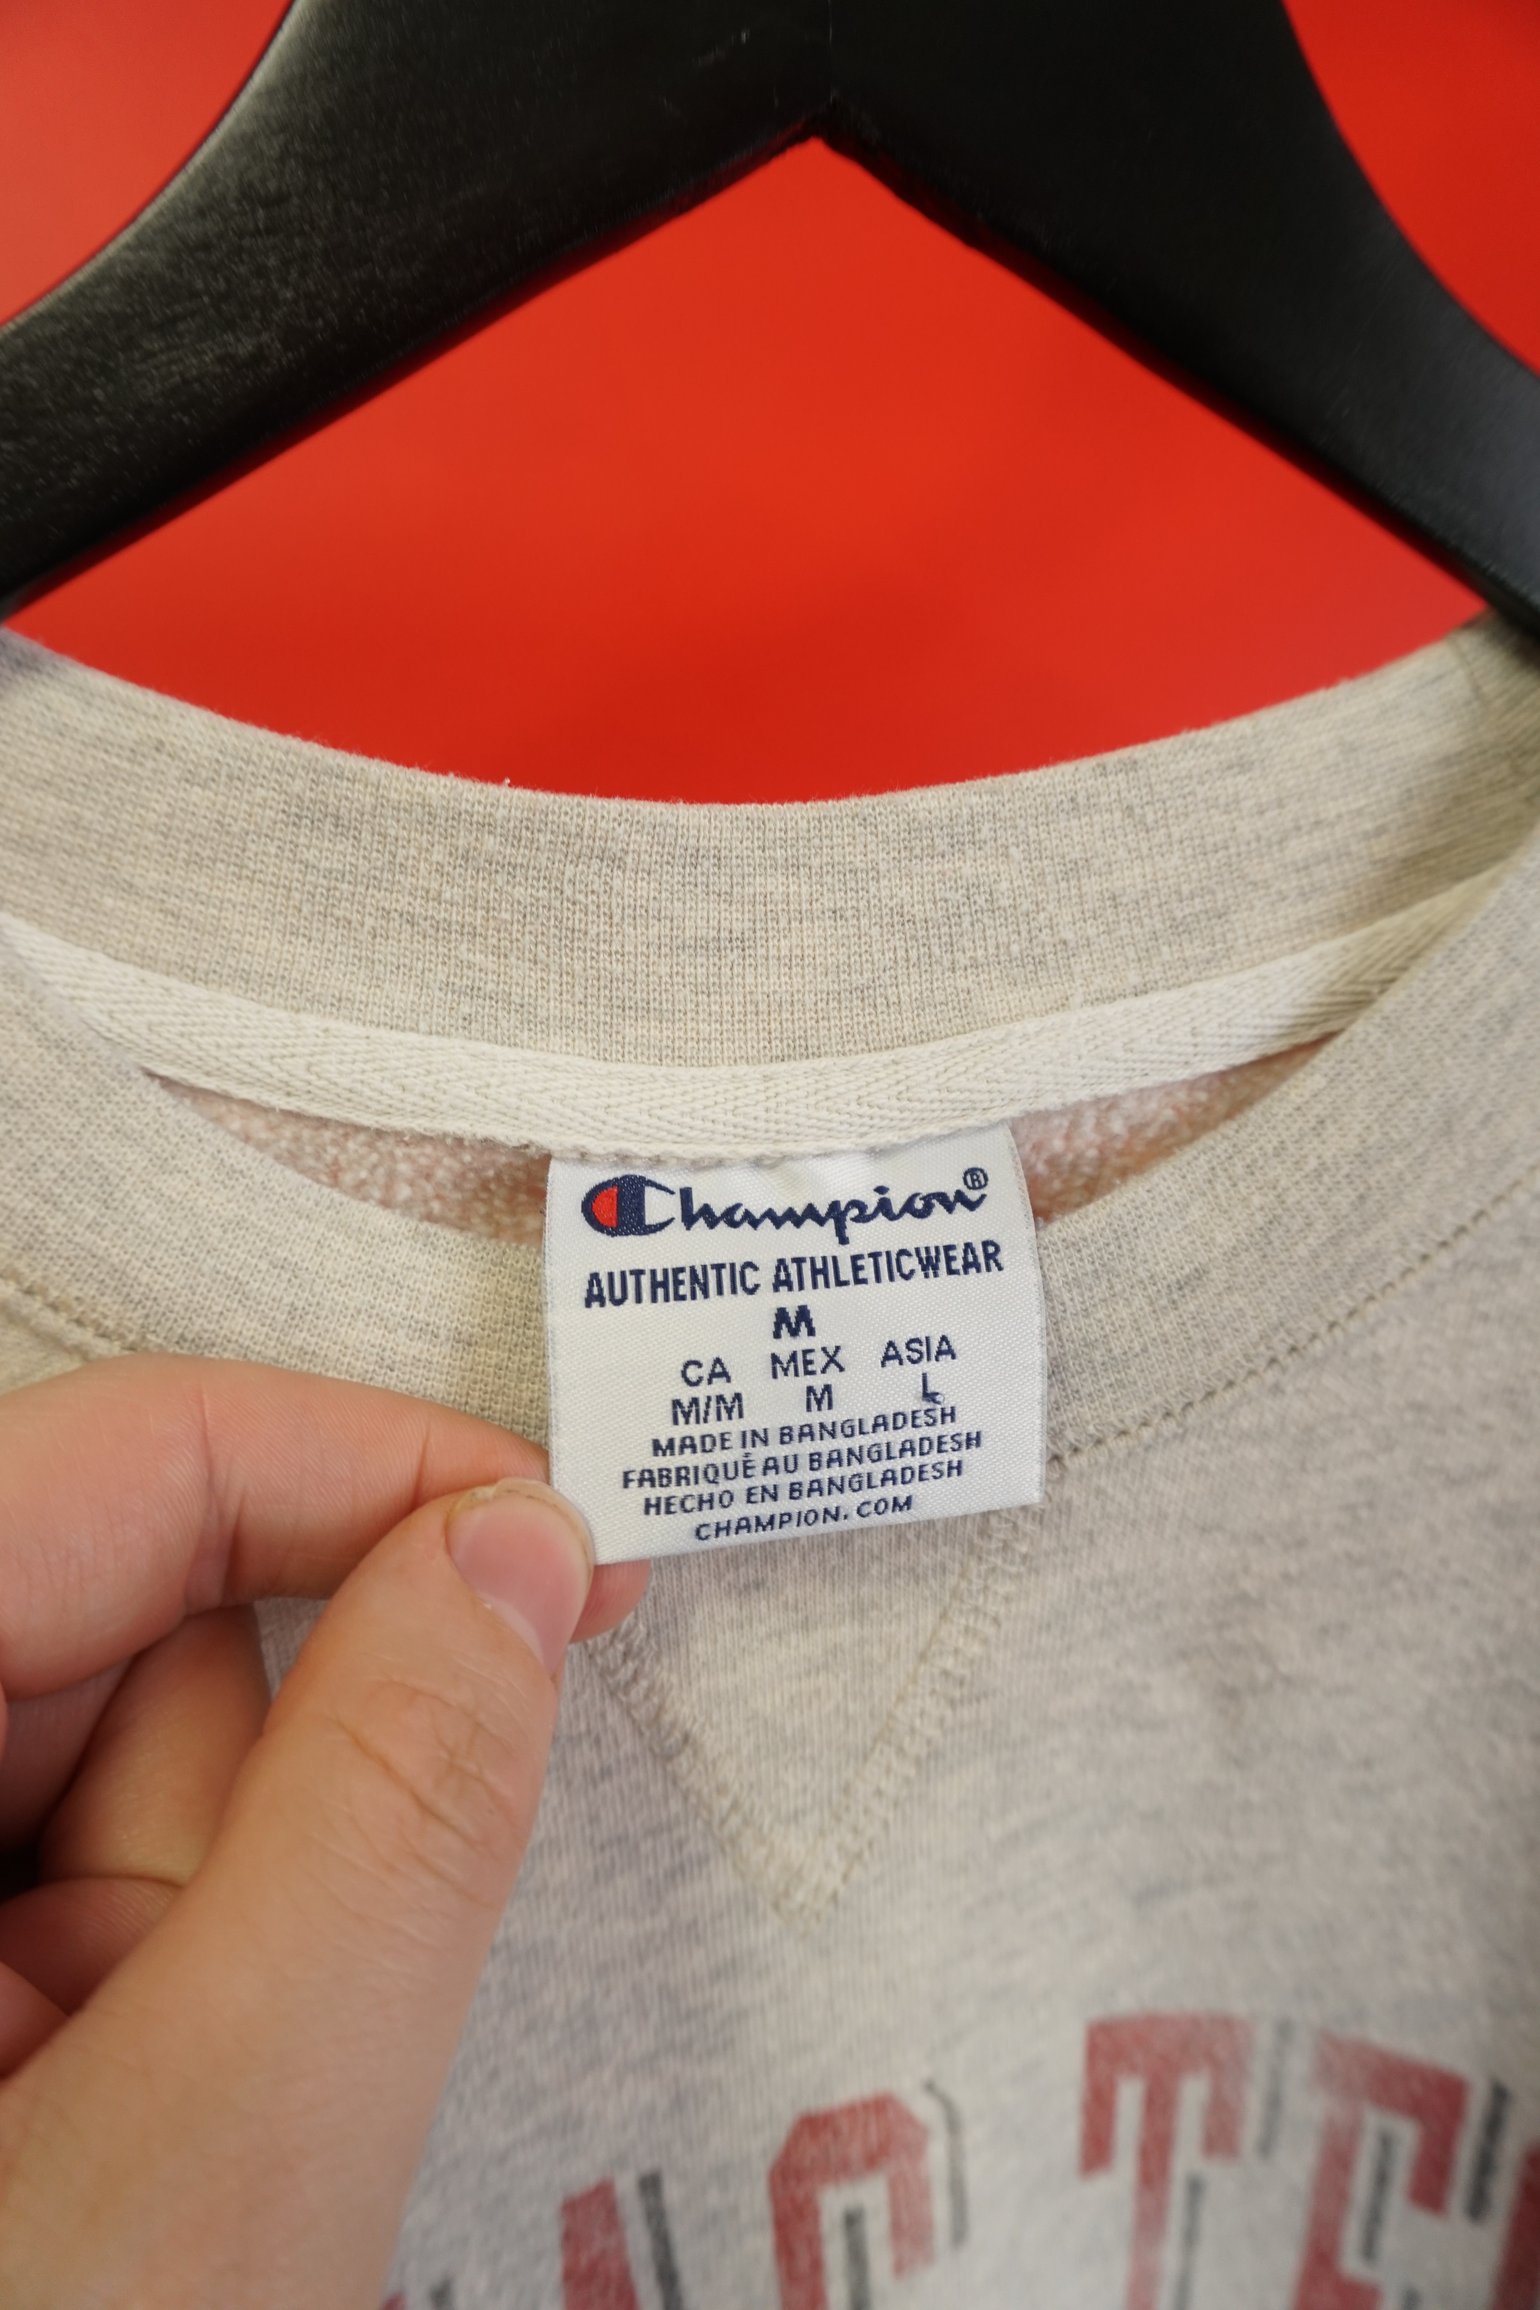 Champion®
AUTHENTIC ATHLETICWEAR
M
CA MEX ASIA
M/M M L
MADE IN BANGLADESH
FABRIQUÉ AU BANGLADESH
HECHO EN BANGLADESH
CHAMPION.COM